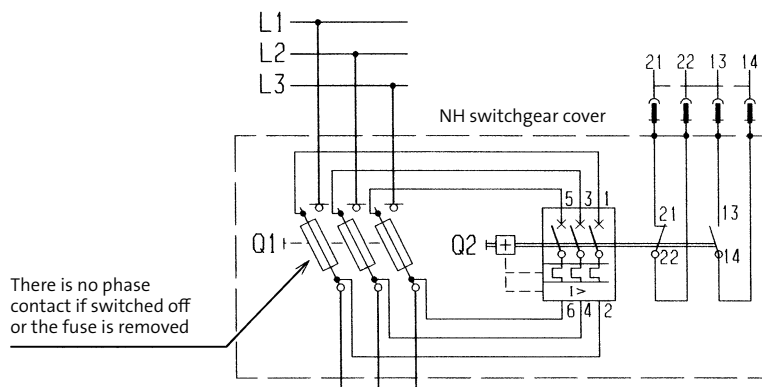 L1
L2
L3
21 22 13 14
NH switchgear cover
5 3 1
21
13
Q1
Q2
22
14
There is no phase
contact if switched off
or the fuse is removed
I >
6 4 2